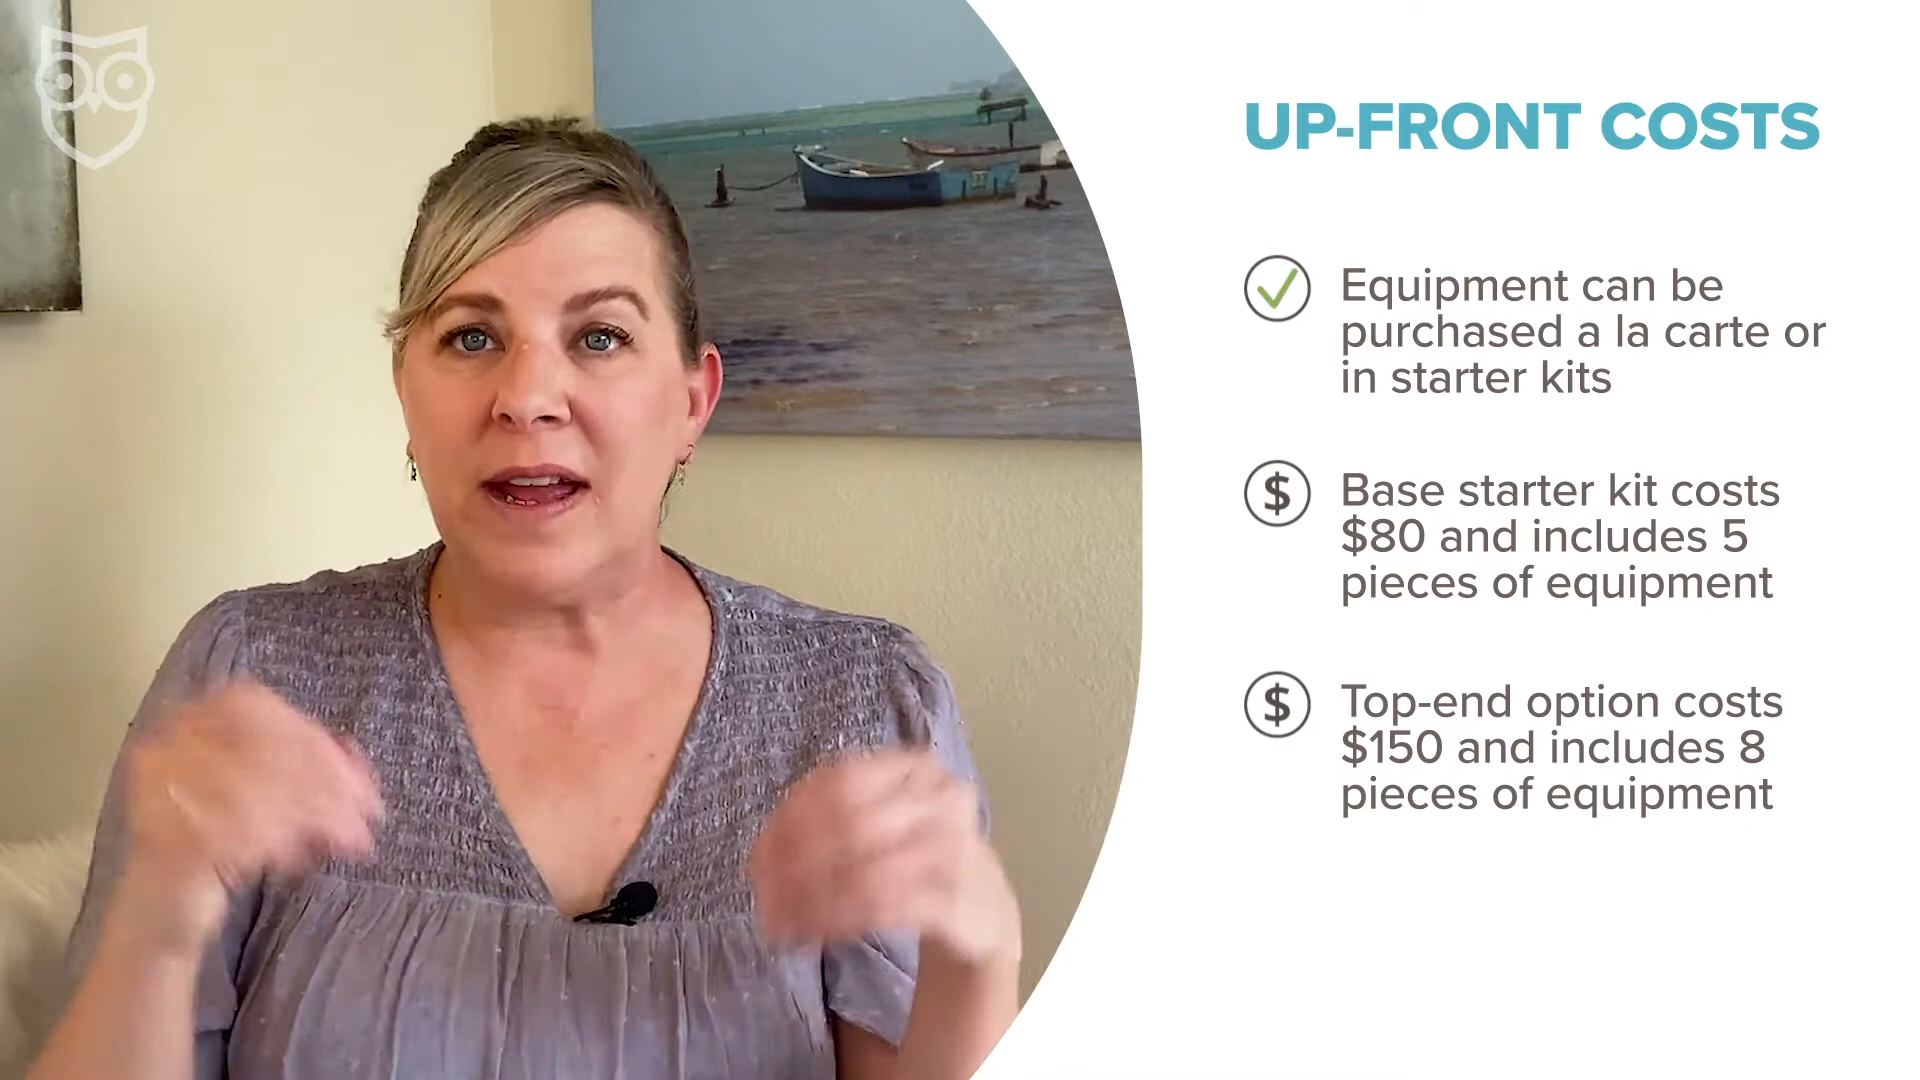 UP-FRONT COSTS
Equipment can be
purchased a la carte or
in starter kits
$ Base starter kit costs
$80 and includes 5
pieces of equipment
$ Top-end option costs
$150 and includes 8
pieces of equipment